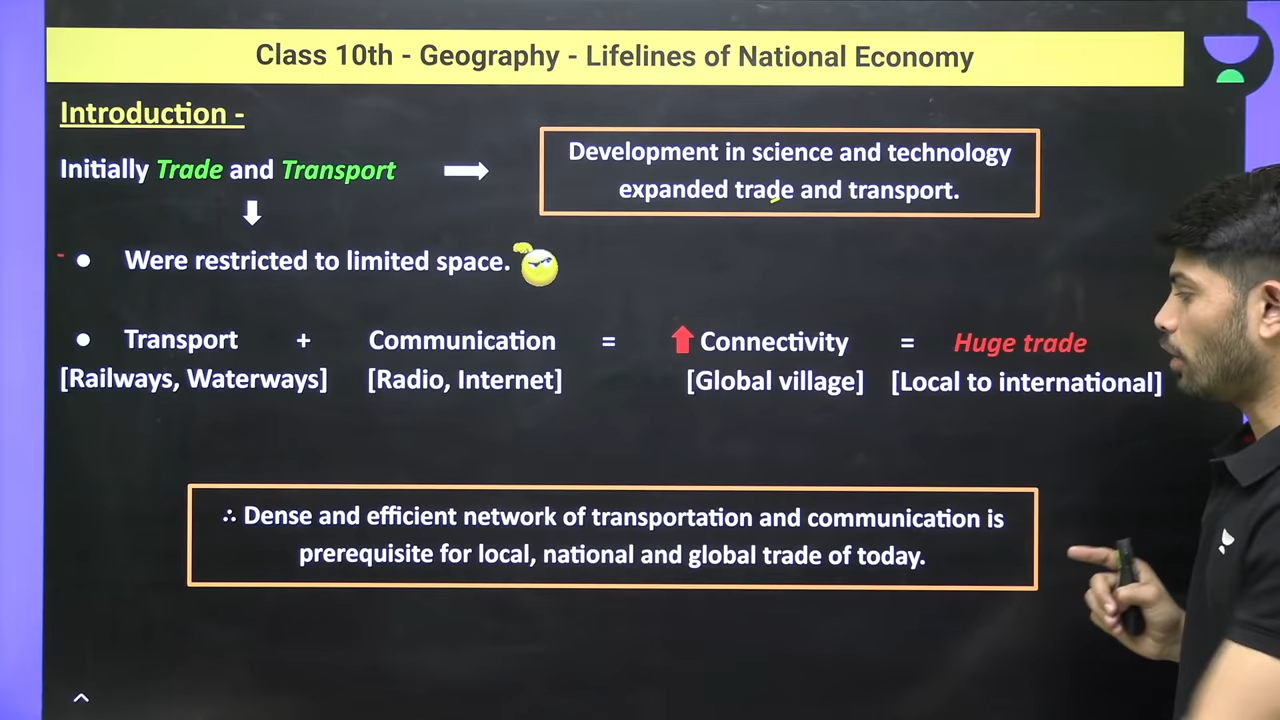 Class 10th - Geography - Lifelines of National Economy
Introduction -
Initially Trade and Transport
Development in science and technology
expanded trade and transport.
● Were restricted to limited space.
● Transport + Communication = Connectivity = Huge trade
[Railways, Waterways] [Radio, Internet] [Global village] [Local to international]
∴ Dense and efficient network of transportation and communication is
prerequisite for local, national and global trade of today.